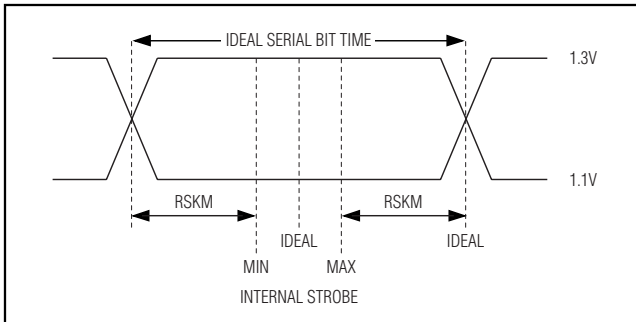 IDEAL SERIAL BIT TIME
1.3V
1.1V
RSKM
RSKM
IDEAL
IDEAL
MIN
MAX
INTERNAL STROBE